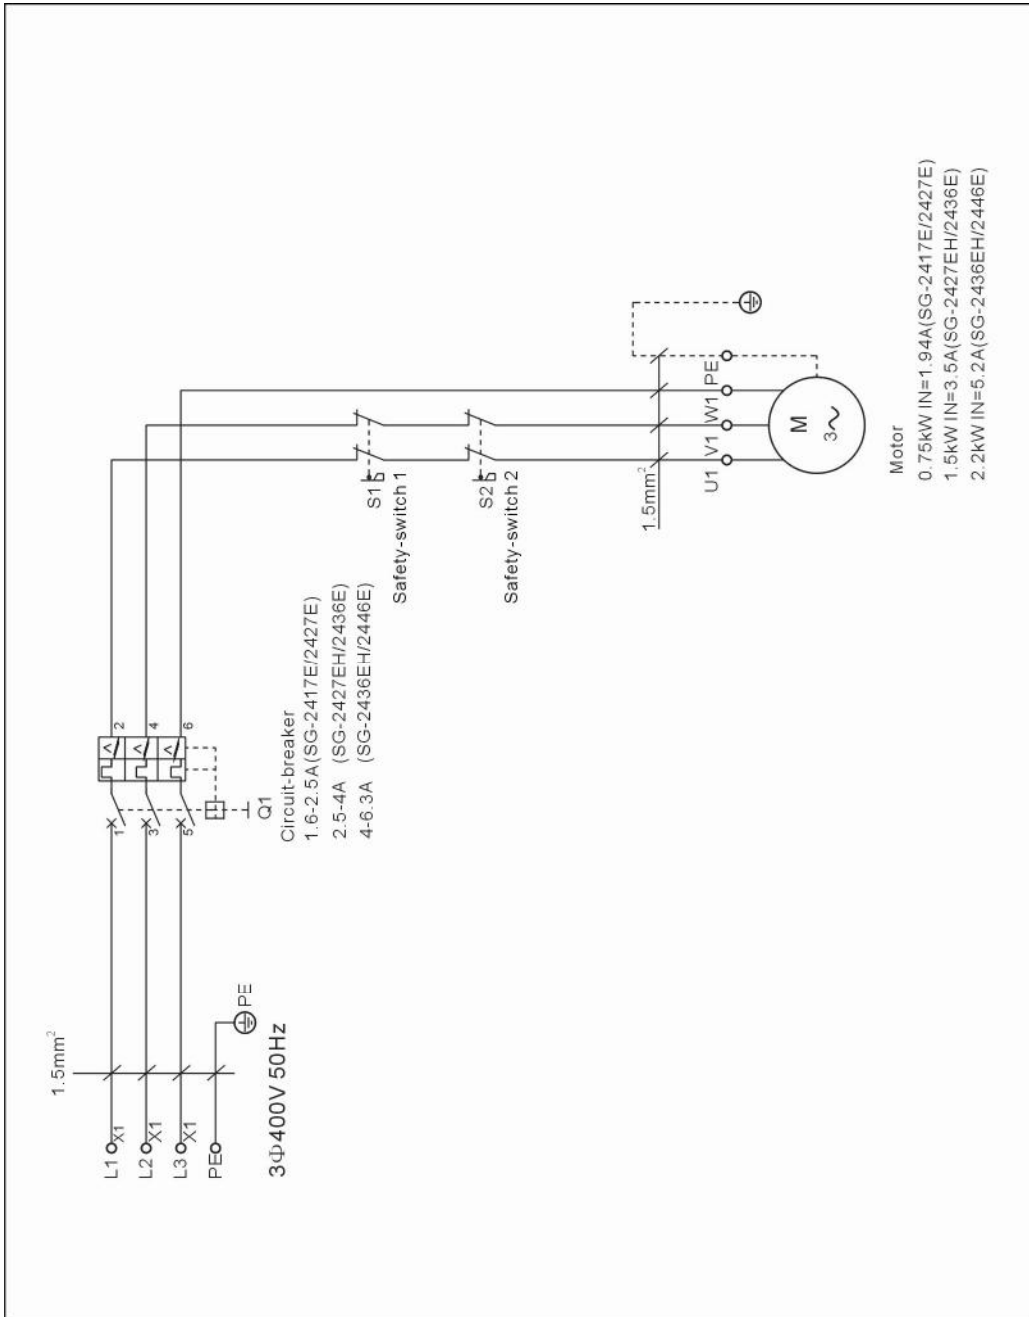 1.5mm²
L1 X1
L2 X1
L3 X1
PE
PE
3Φ400V 50Hz
1 2
3 4
5 6
Q1
Circuit-breaker
1.6-2.5A(SG-2417E/2427E)
2.5-4A (SG-2427EH/2436E)
4-6.3A (SG-2436EH/2446E)
S1
Safety-switch 1
S2
Safety-switch 2
1.5mm²
U1 V1 W1 PE
M
3~
Motor
0.75kW IN=1.94A(SG-2417E/2427E)
1.5kW IN=3.5A(SG-2427EH/2436E)
2.2kW IN=5.2A(SG-2436EH/2446E)